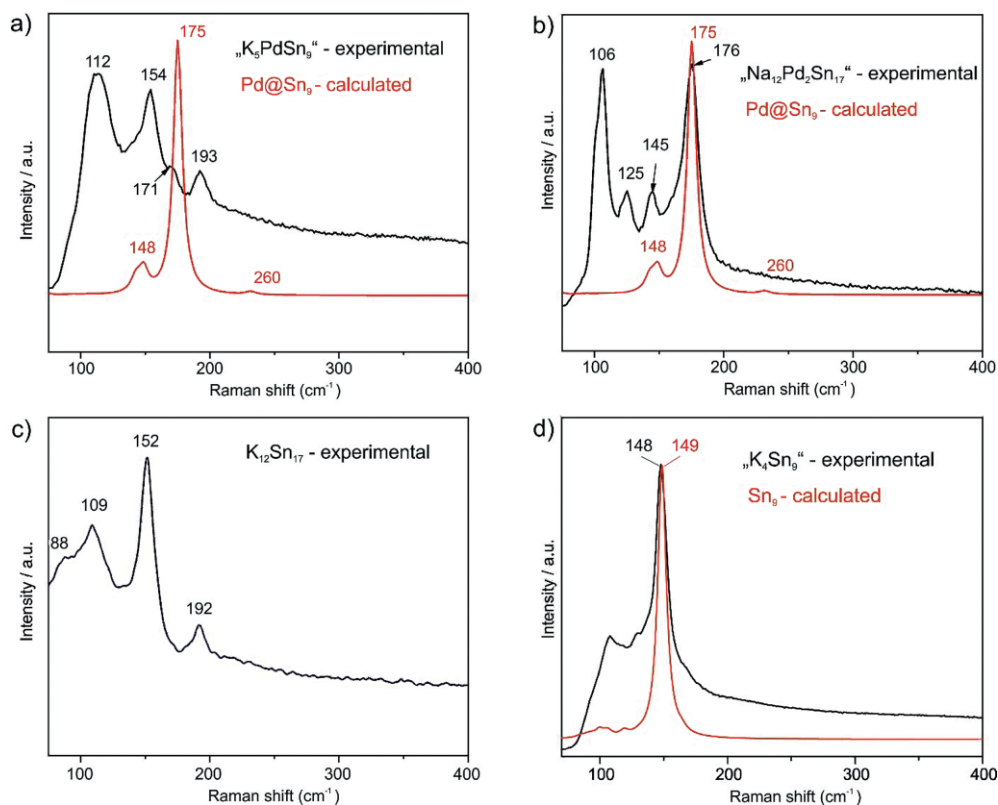 a)
„K₅PdSn₉“ - experimental
Pd@Sn₉ - calculated
112
154
175
171
193
148
260
Intensity / a.u.
100
200
300
400
Raman shift (cm⁻¹)
b)
„Na₁₂Pd₂Sn₁₇“ - experimental
Pd@Sn₉ - calculated
106
175
176
125
145
148
260
Intensity / a.u.
100
200
300
400
Raman shift (cm⁻¹)
c)
K₁₂Sn₁₇ - experimental
152
109
88
192
Intensity / a.u.
100
200
300
400
Raman shift (cm⁻¹)
d)
„K₄Sn₉“ - experimental
Sn₉ - calculated
148
149
Intensity / a.u.
100
200
300
400
Raman shift (cm⁻¹)